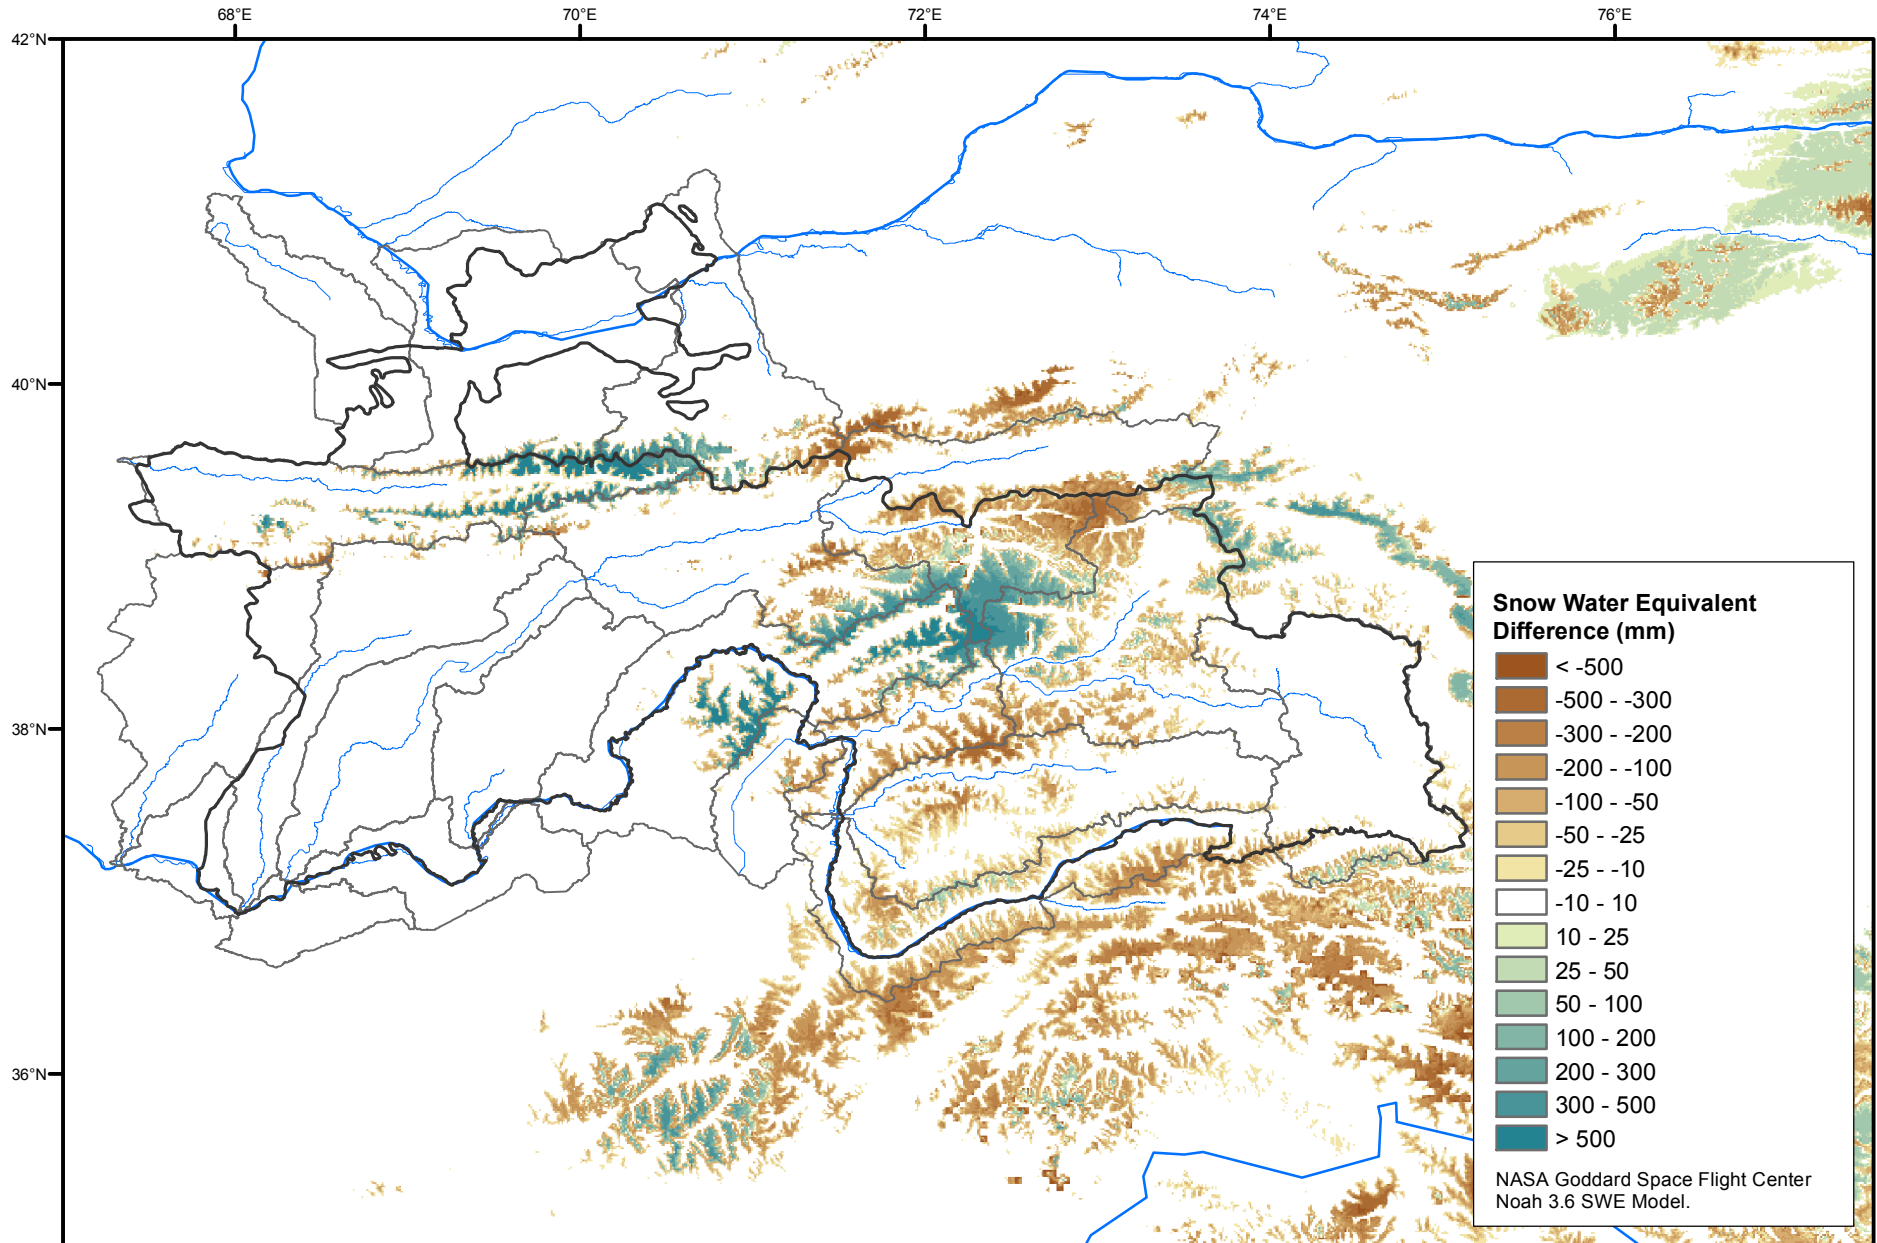 68°E
70°E
72°E
74°E
76°E
42°N
40°N
38°N
36°N
Snow Water Equivalent
Difference (mm)
< -500
-500 - -300
-300 - -200
-200 - -100
-100 - -50
-50 - -25
-25 - -10
-10 - 10
10 - 25
25 - 50
50 - 100
100 - 200
200 - 300
300 - 500
> 500
NASA Goddard Space Flight Center
Noah 3.6 SWE Model.